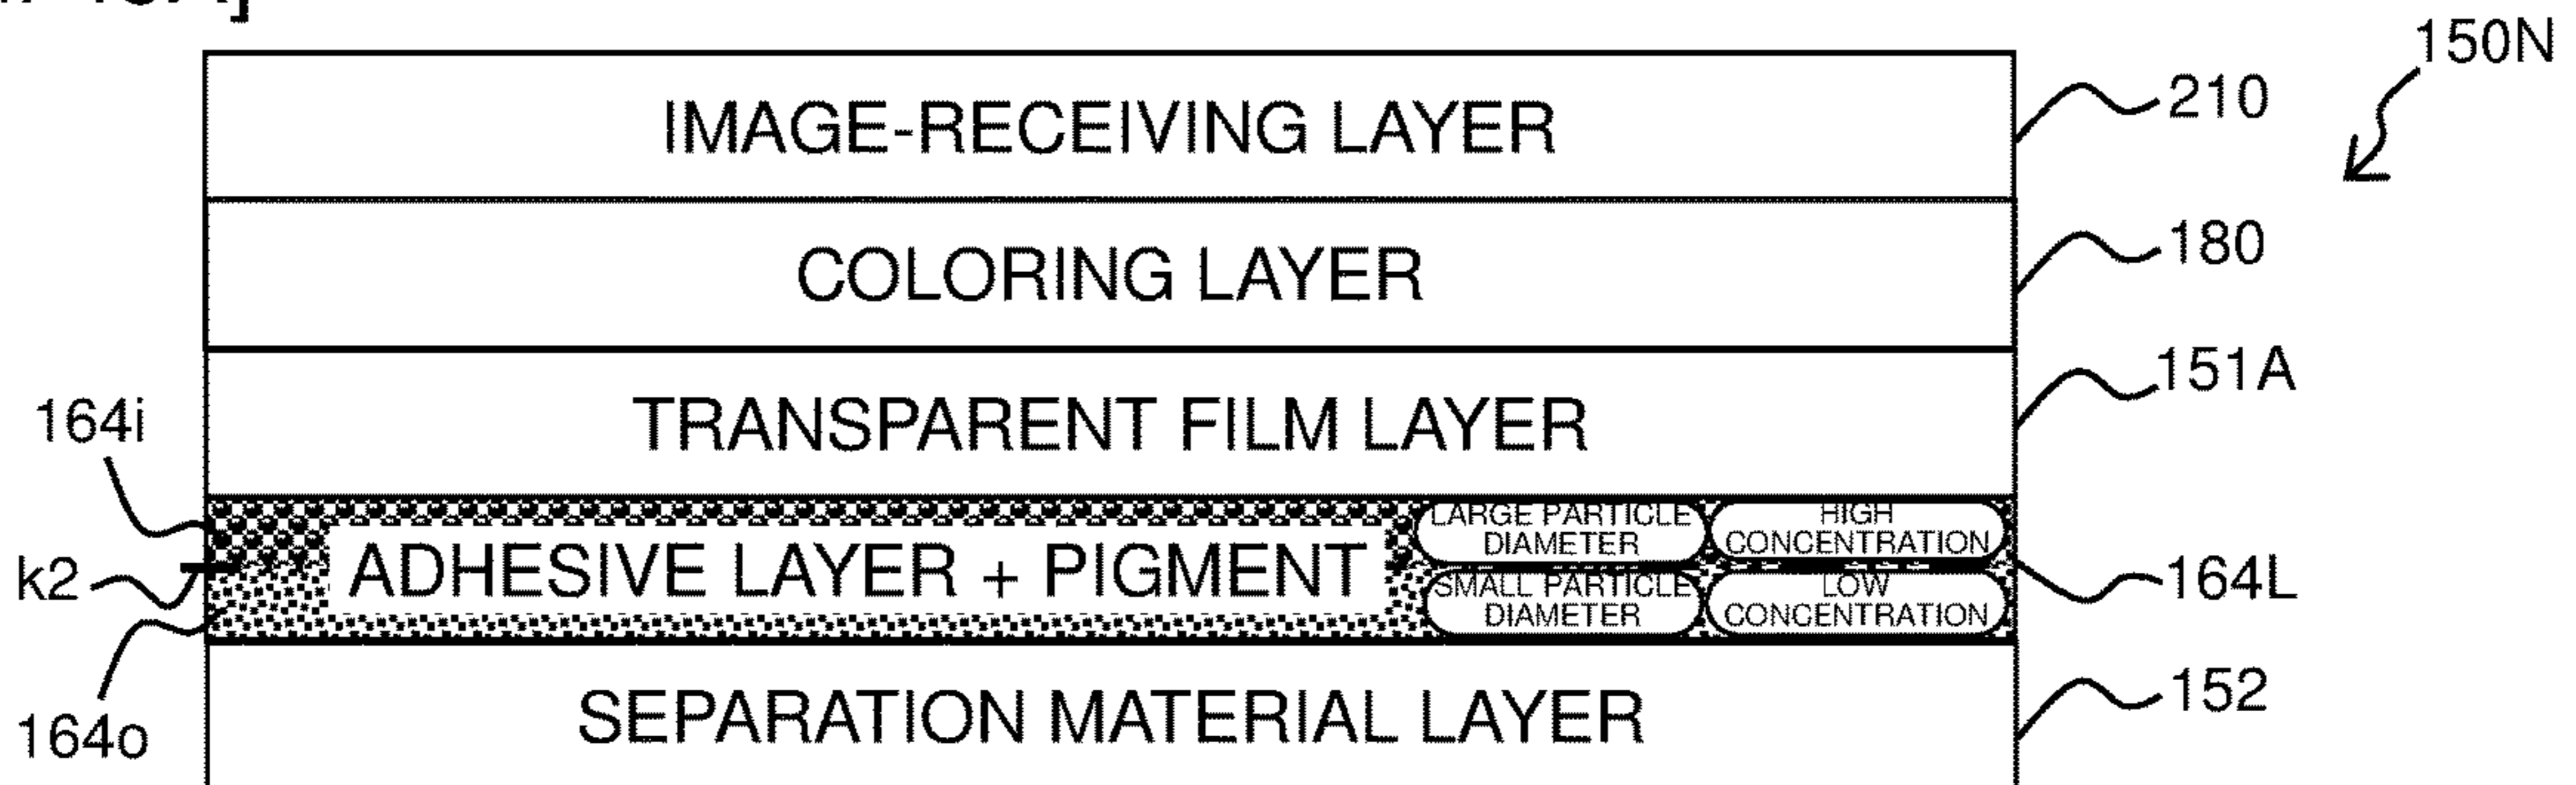 150N
IMAGE-RECEIVING LAYER 210
COLORING LAYER 180
TRANSPARENT FILM LAYER 151A
164i
LARGE PARTICLE DIAMETER
HIGH CONCENTRATION
k2 ADHESIVE LAYER + PIGMENT 164L
SMALL PARTICLE DIAMETER
LOW CONCENTRATION
164o
SEPARATION MATERIAL LAYER 152